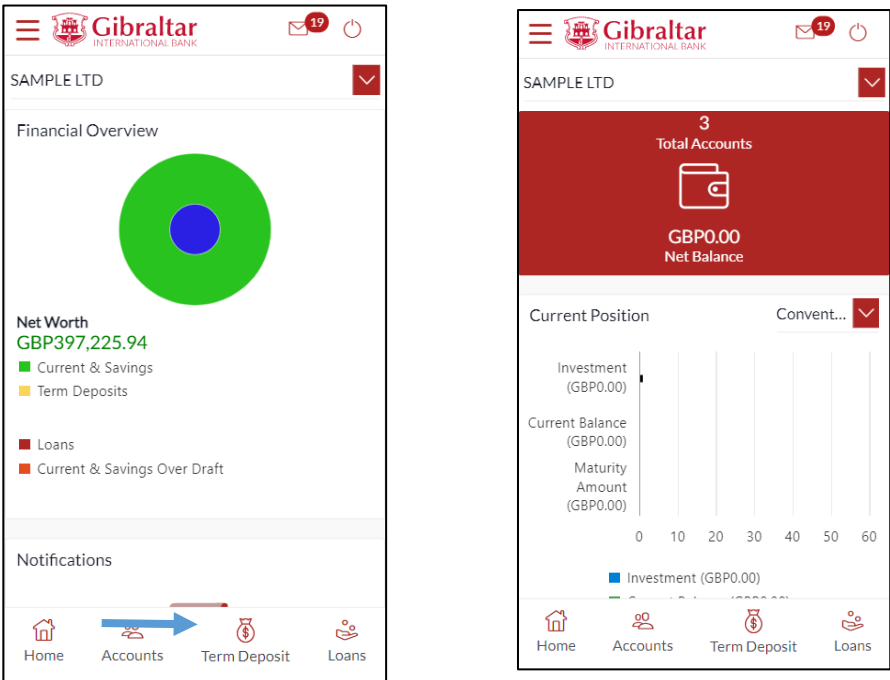 Gibraltar
INTERNATIONAL BANK
19
SAMPLE LTD
Financial Overview
Net Worth
GBP397,225.94
Current & Savings
Term Deposits
Loans
Current & Savings Over Draft
Notifications
Home
Accounts
Term Deposit
Loans
Gibraltar
INTERNATIONAL BANK
19
SAMPLE LTD
3
Total Accounts
GBP0.00
Net Balance
Current Position
Convent...
Investment
(GBP0.00)
Current Balance
(GBP0.00)
Maturity
Amount
(GBP0.00)
0 10 20 30 40 50 60
Investment (GBP0.00)
Home
Accounts
Term Deposit
Loans